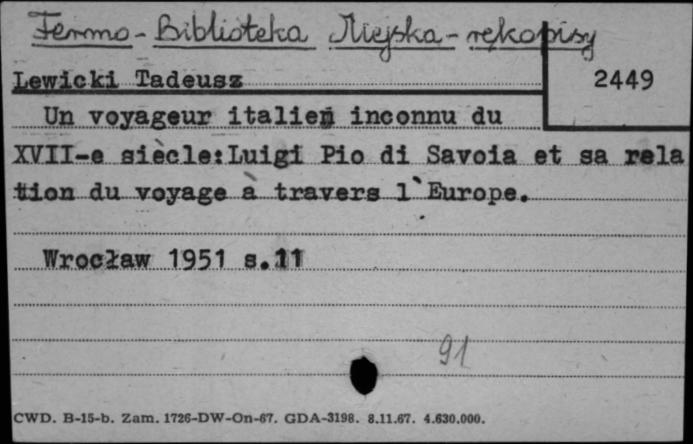 Fermo - Biblioteka Miejska - rękopisy
Lewicki Tadeusz
2449
Un voyageur italien inconnu du
XVII-e siècle:Luigi Pio di Savoia et sa rela
tion du voyage à travers l`Europe.
Wrocław 1951 s.11
91
CWD. B-15-b. Zam. 1726-DW-On-67. GDA-3198. 8.11.67. 4.630.000.